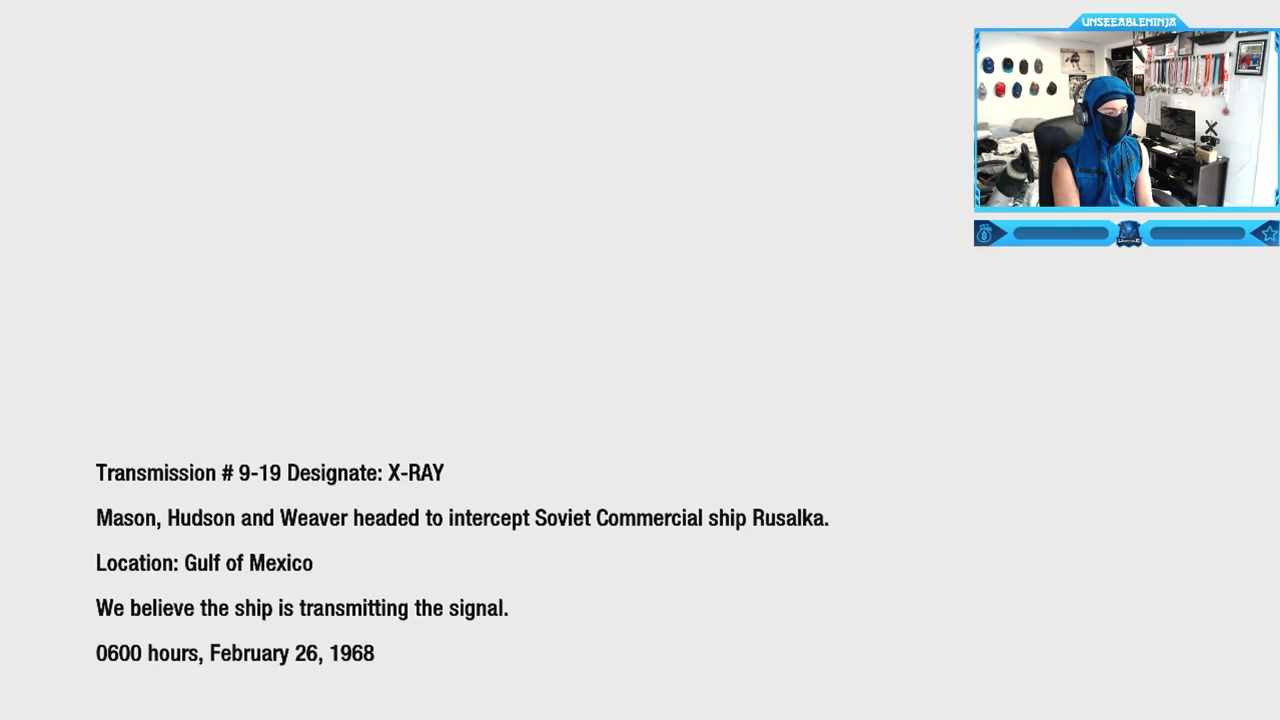 UNSEEABLENINJA
Transmission # 9-19 Designate: X-RAY
Mason, Hudson and Weaver headed to intercept Soviet Commercial ship Rusalka.
Location: Gulf of Mexico
We believe the ship is transmitting the signal.
0600 hours, February 26, 1968